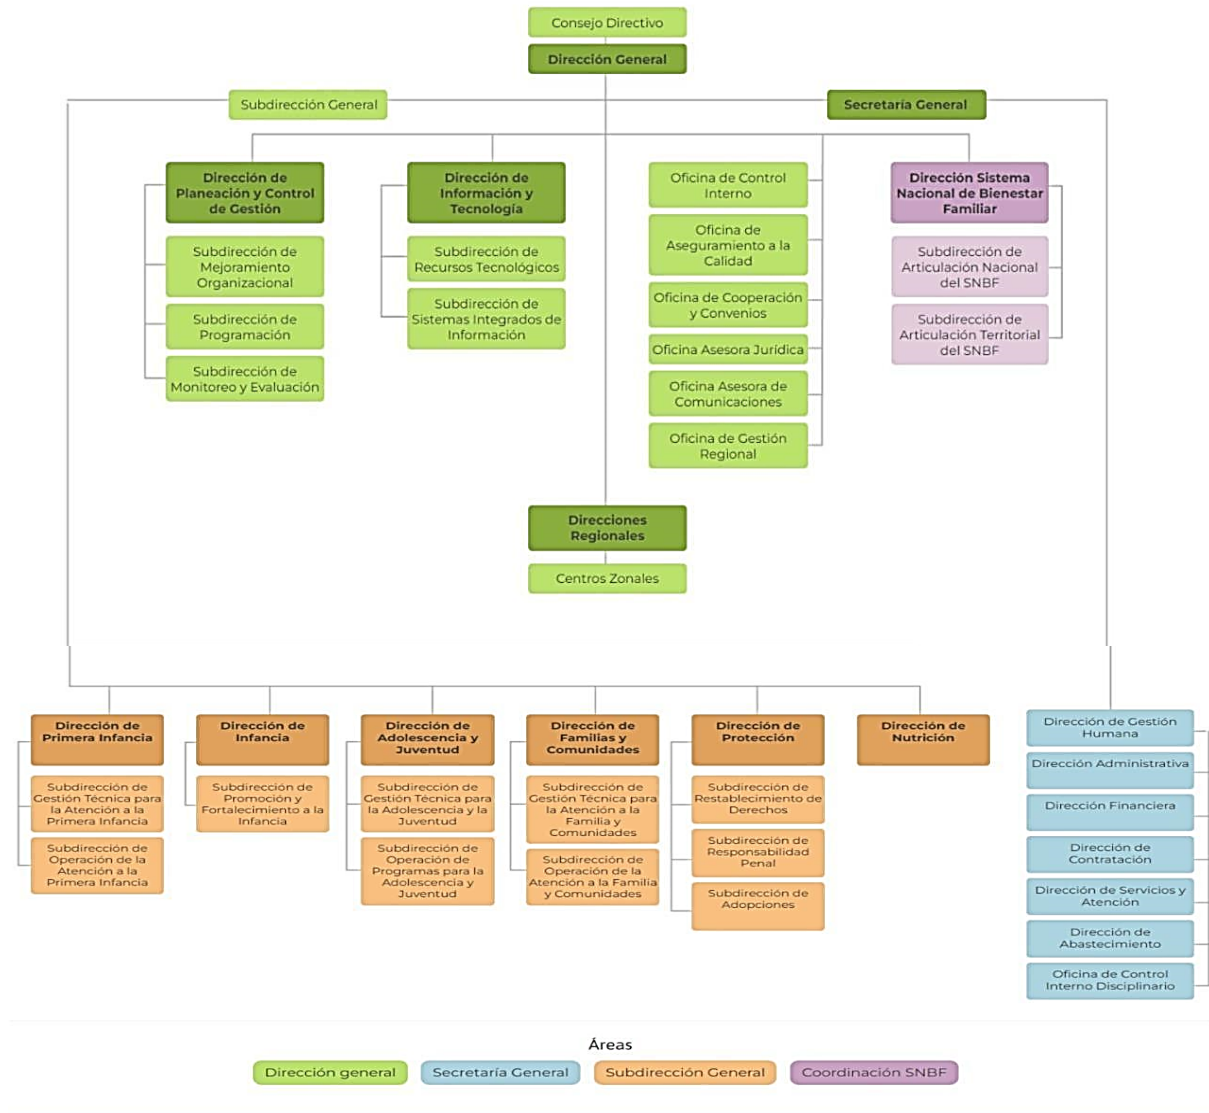 Consejo Directivo
Dirección General
Subdirección General
Secretaría General
Dirección de
Planeación y Control
de Gestión
Subdirección de
Mejoramiento
Organizacional
Subdirección de
Programación
Subdirección de
Monitoreo y Evaluación
Dirección de
Información y
Tecnología
Subdirección de
Recursos Tecnológicos
Subdirección de
Sistemas Integrados de
Información
Oficina de Control
Interno
Oficina de
Aseguramiento a la
Calidad
Oficina de Cooperación
y Convenios
Oficina Asesora Jurídica
Oficina Asesora de
Comunicaciones
Oficina de Gestión
Regional
Dirección Sistema
Nacional de Bienestar
Familiar
Subdirección de
Articulación Nacional
del SNBF
Subdirección de
Articulación Territorial
del SNBF
Direcciones
Regionales
Centros Zonales
Dirección de
Primera Infancia
Subdirección de
Gestión Técnica para
la Atención a la
Primera Infancia
Subdirección de
Operación de la
Atención a la
Primera Infancia
Dirección de
Infancia
Subdirección de
Promoción y
Fortalecimiento a la
Infancia
Dirección de
Adolescencia y
Juventud
Subdirección de
Gestión Técnica para
la Adolescencia y la
Juventud
Subdirección de
Operación de
Programas para la
Adolescencia y
Juventud
Dirección de
Familias y
Comunidades
Subdirección de
Gestión Técnica para
la Atención a la
Familia y
Comunidades
Subdirección de
Operación de la
Atención a la Familia
y Comunidades
Dirección de
Protección
Subdirección de
Restablecimiento de
Derechos
Subdirección de
Responsabilidad
Penal
Subdirección de
Adopciones
Dirección de
Nutrición
Dirección de Gestión
Humana
Dirección Administrativa
Dirección Financiera
Dirección de
Contratación
Dirección de Servicios y
Atención
Dirección de
Abastecimiento
Oficina de Control
Interno Disciplinario
Áreas
Dirección general
Secretaría General
Subdirección General
Coordinación SNBF